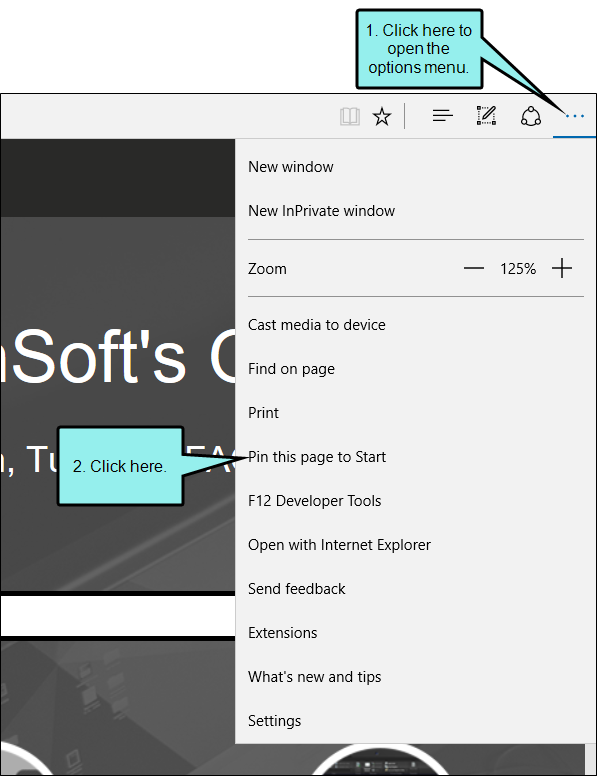 1. Click here to
open the
options menu.
New window
New InPrivate window
Zoom 125%
Cast media to device
Soft's
Find on page
Print
2. Click here.
Pin this page to Start
F12 Developer Tools
Open with Internet Explorer
Send feedback
Extensions
What's new and tips
Settings